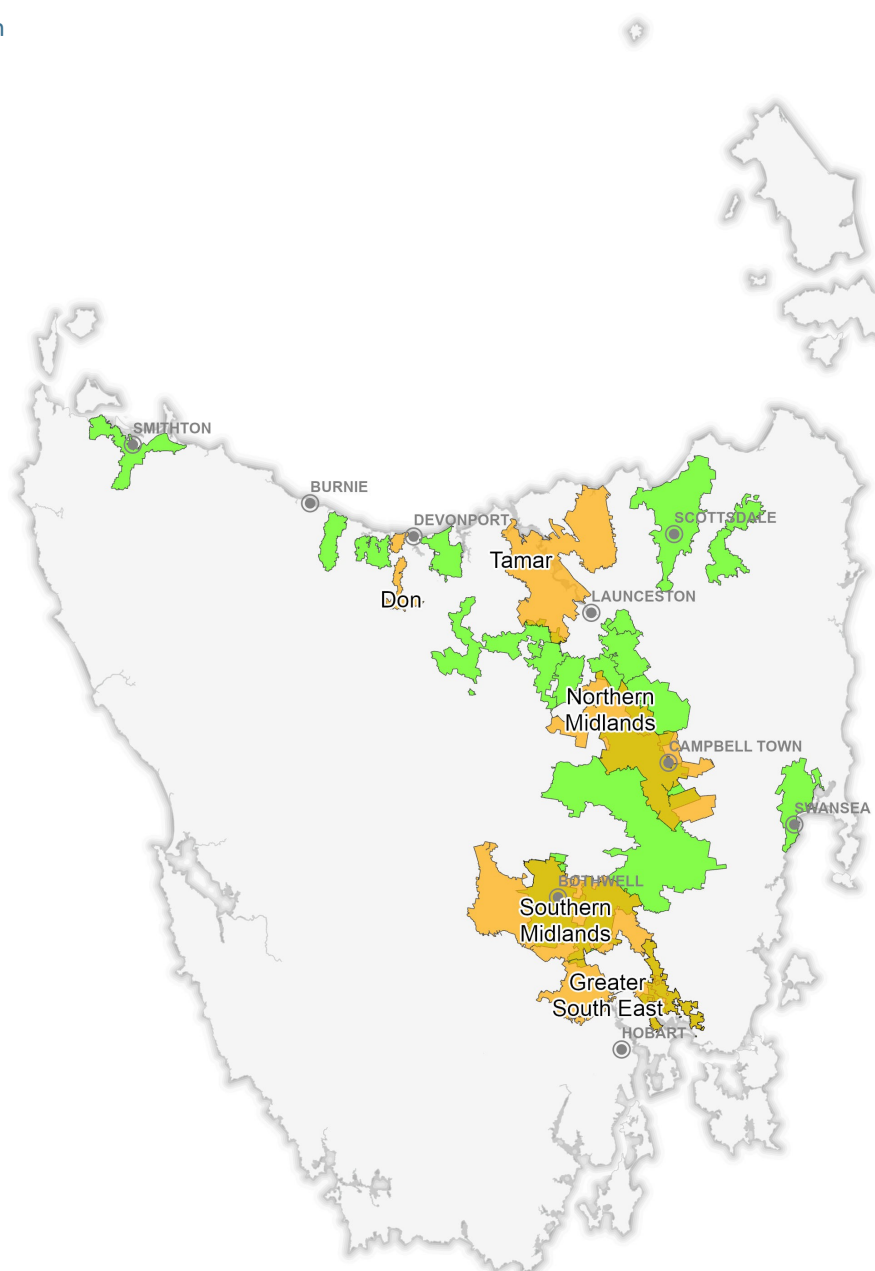 SMITHTON
BURNIE
DEVONPORT
SCOTTSDALE
Tamar
Don
LAUNCESTON
Northern
Midlands
CAMPBELL TOWN
SWANSEA
BOTHWELL
Southern
Midlands
Greater
South East
HOBART